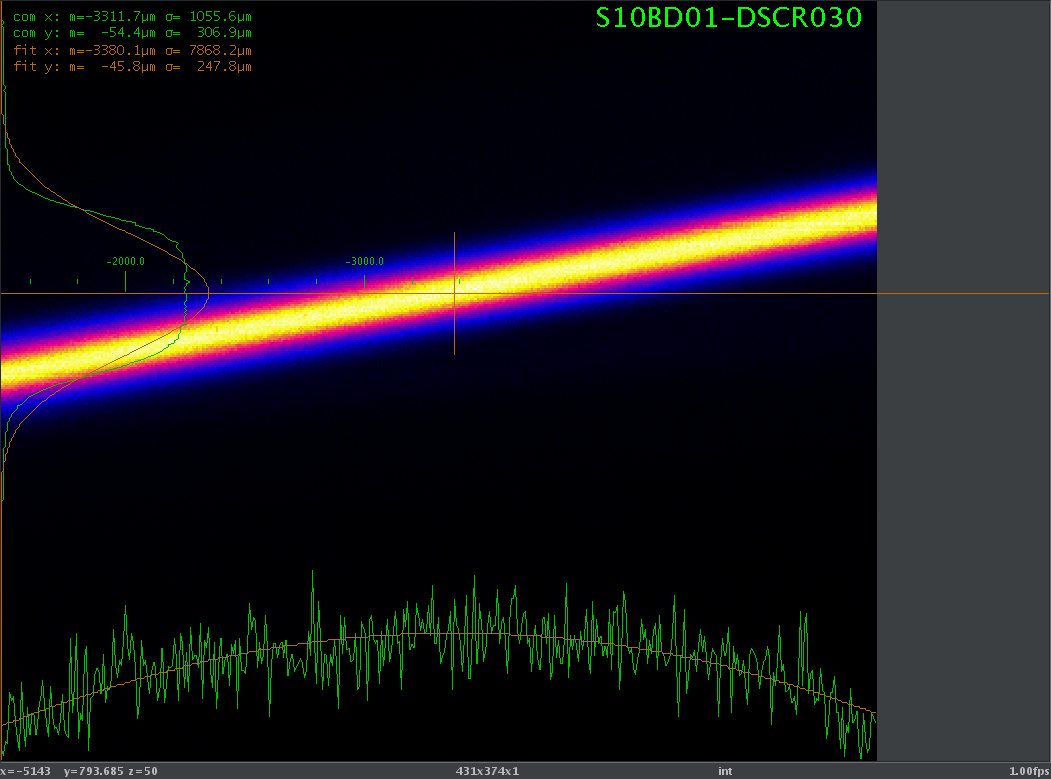 S10BD01-DSCR030
com x: m=-3311.7µm σ= 1055.6µm
com y: m= -54.4µm σ= 306.9µm
fit x: m=-3380.1µm σ= 7868.2µm
fit y: m= -45.8µm σ= 247.8µm
-2000.0 -3000.0
x=-5143 y=793.685 z=50 431x374x1 int 1.00fps